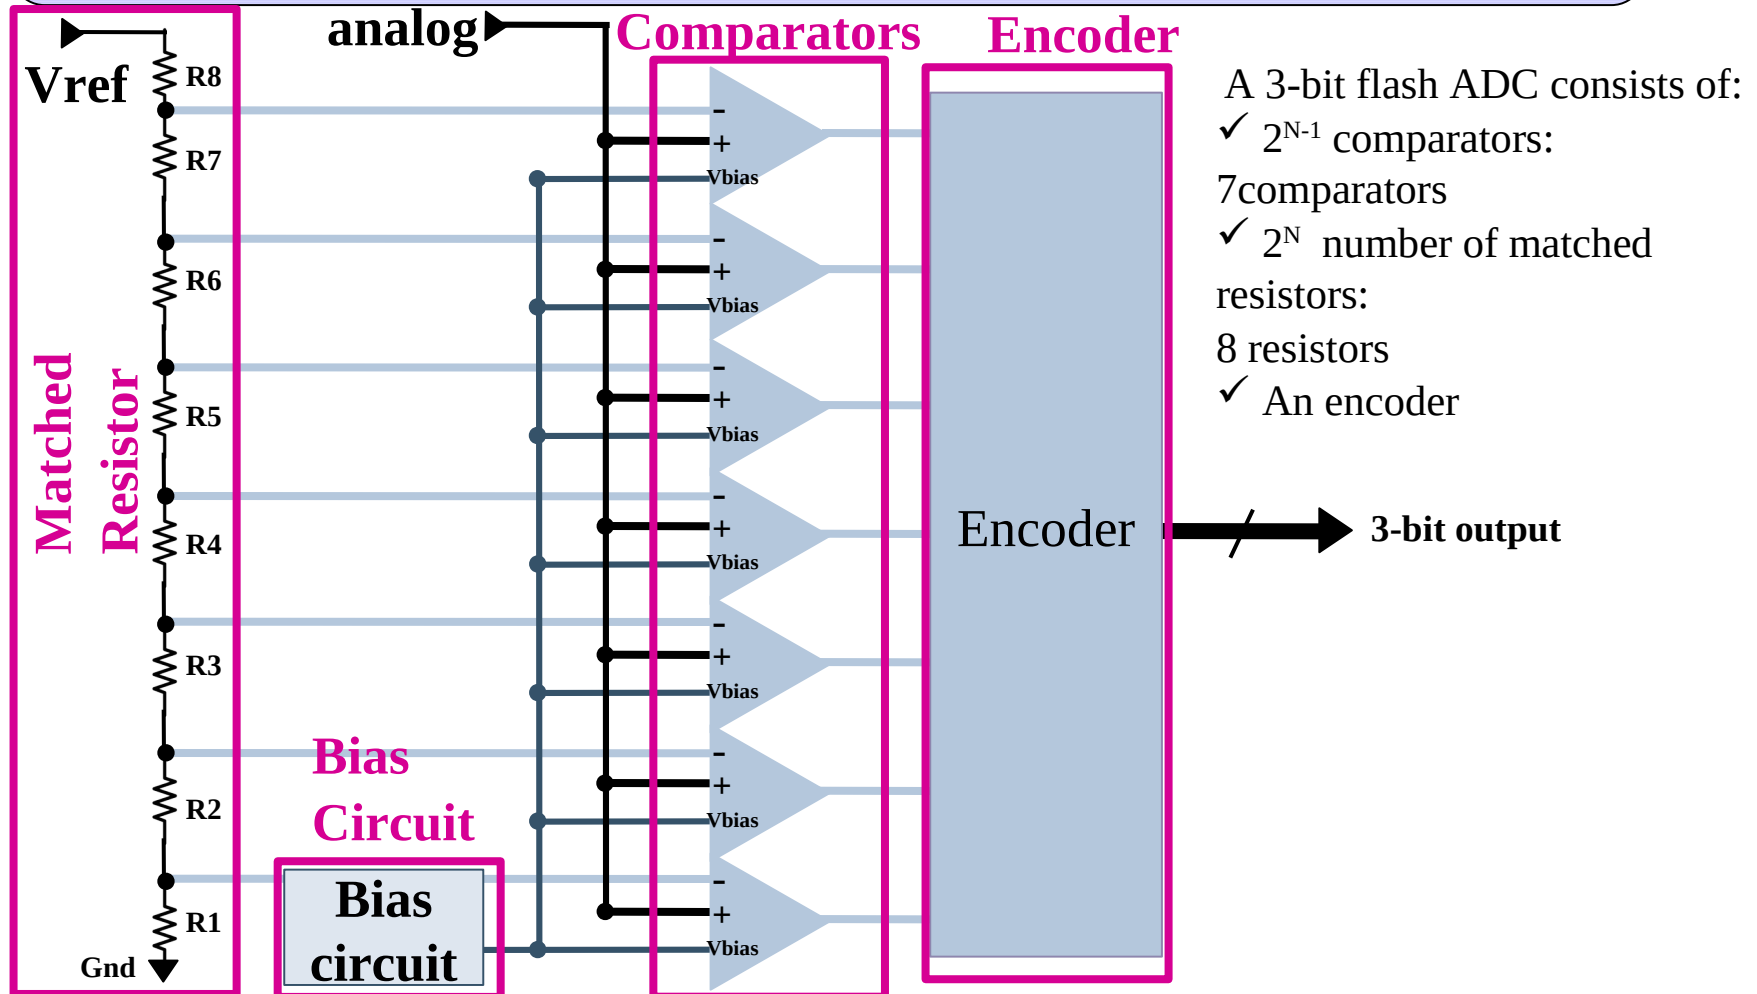 analog
Comparators
Encoder
Vref
R8
R7
R6
R5
R4
R3
R2
R1
Gnd
Matched
Resistor
Bias
Circuit
Bias
circuit
-
+
Vbias
-
+
Vbias
-
+
Vbias
-
+
Vbias
-
+
Vbias
-
+
Vbias
-
+
Vbias
Encoder
3-bit output
A 3-bit flash ADC consists of:
✓ 2^{N-1} comparators:
7comparators
✓ 2^{N} number of matched
resistors:
8 resistors
✓ An encoder